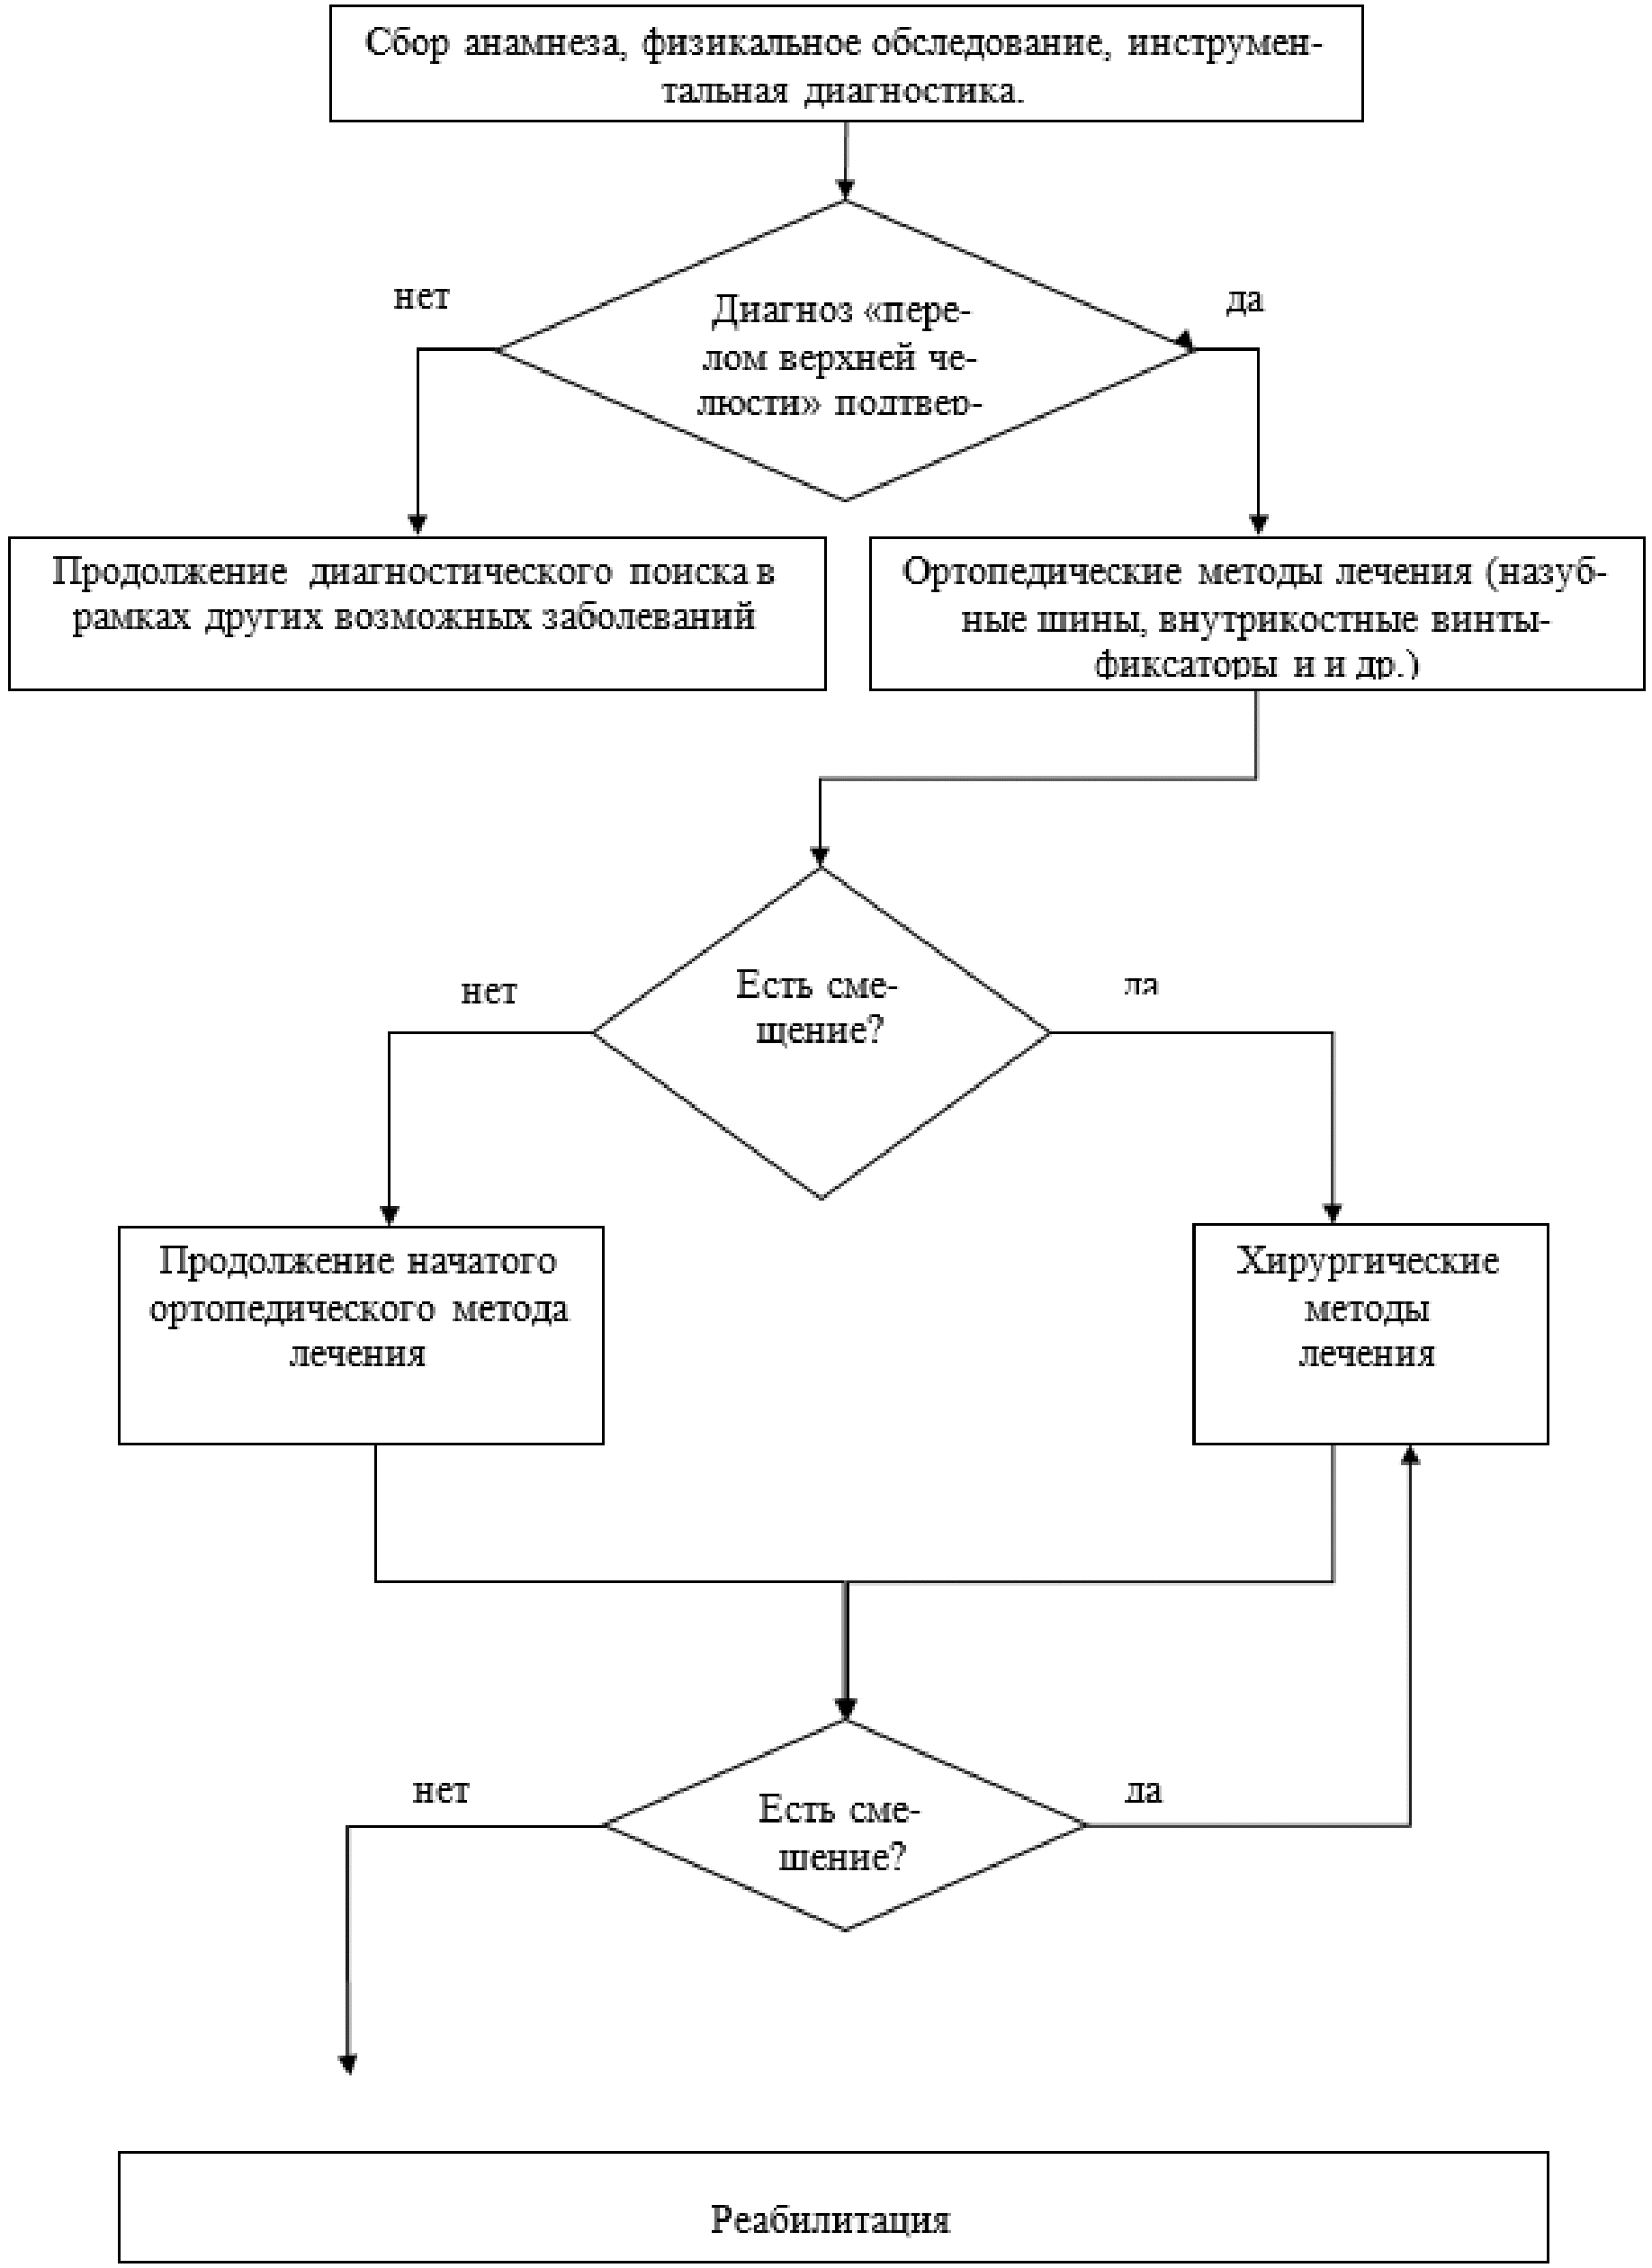 Сбор анамнеза, физикальное обследование, инструмен-
тальная диагностика.
нет
да
Диагноз «пере-
лом верхней че-
люсти» подтвер-
Продолжение диагностического поиска в
рамках других возможных заболеваний
Ортопедические методы лечения (назуб-
ные шины, внутрикостные винты-
фиксаторы и и др.)
нет
да
Есть сме-
щение?
Продолжение начатого
ортопедического метода
лечения
Хирургические
методы
лечения
нет
да
Есть сме-
щение?
Реабилитация